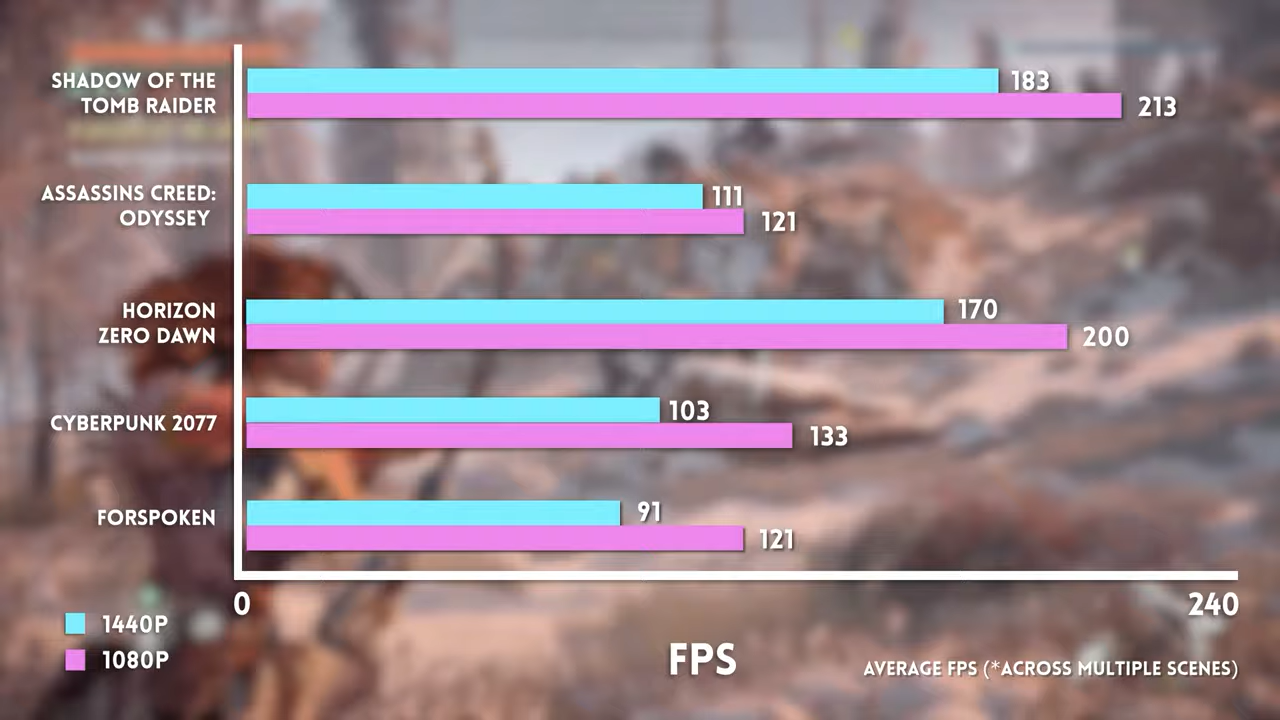 SHADOW OF THE
TOMB RAIDER
183
213
ASSASSINS CREED:
ODYSSEY
111
121
HORIZON
ZERO DAWN
170
200
CYBERPUNK 2077
103
133
FORSPOKEN
91
121
0
240
1440P
1080P
FPS
AVERAGE FPS (*ACROSS MULTIPLE SCENES)